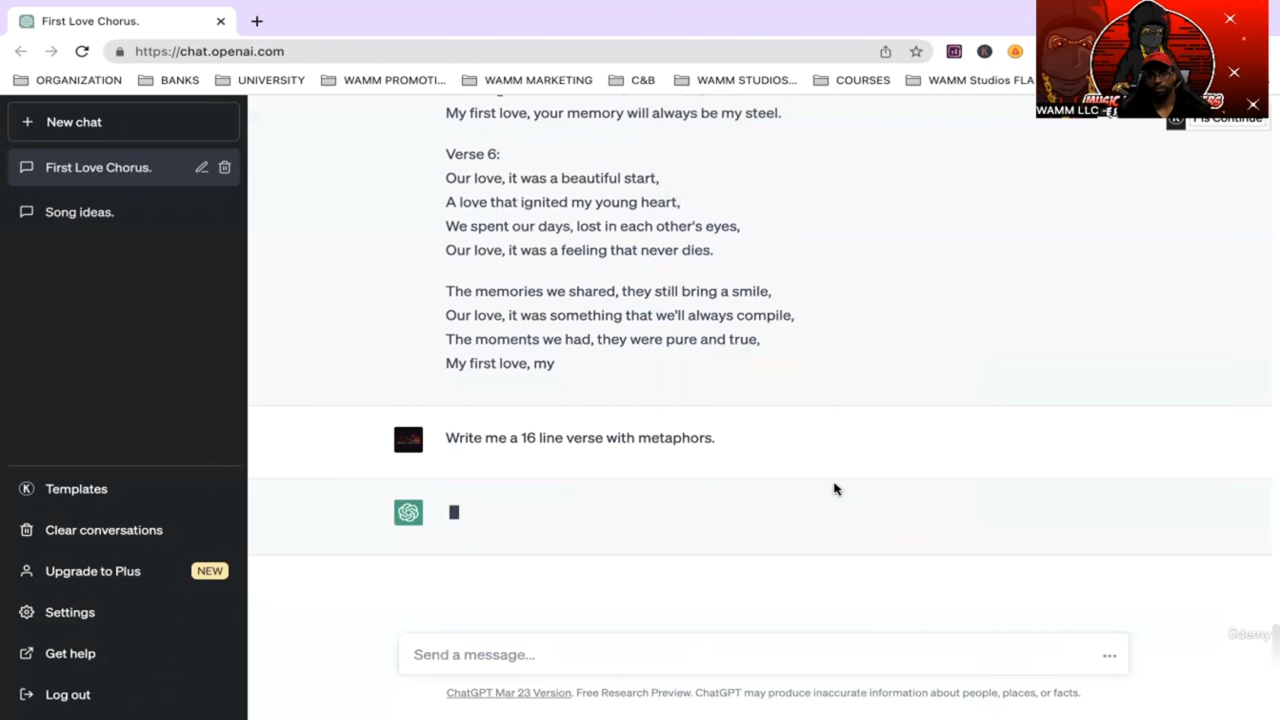 First Love Chorus.
https://chat.openai.com
ORGANIZATION
BANKS
UNIVERSITY
WAMM PROMOTI...
WAMM MARKETING
C&B
WAMM STUDIOS...
COURSES
WAMM Studios FLA
WAMM LLC
New chat
First Love Chorus.
Song ideas.
My first love, your memory will always be my steel.
Verse 6:
Our love, it was a beautiful start,
A love that ignited my young heart,
We spent our days, lost in each other's eyes,
Our love, it was a feeling that never dies.
The memories we shared, they still bring a smile,
Our love, it was something that we'll always compile,
The moments we had, they were pure and true,
My first love, my
Write me a 16 line verse with metaphors.
Templates
Clear conversations
Upgrade to Plus
NEW
Settings
Get help
Log out
Send a message...
ChatGPT Mar 23 Version. Free Research Preview. ChatGPT may produce inaccurate information about people, places, or facts.
ûdemy